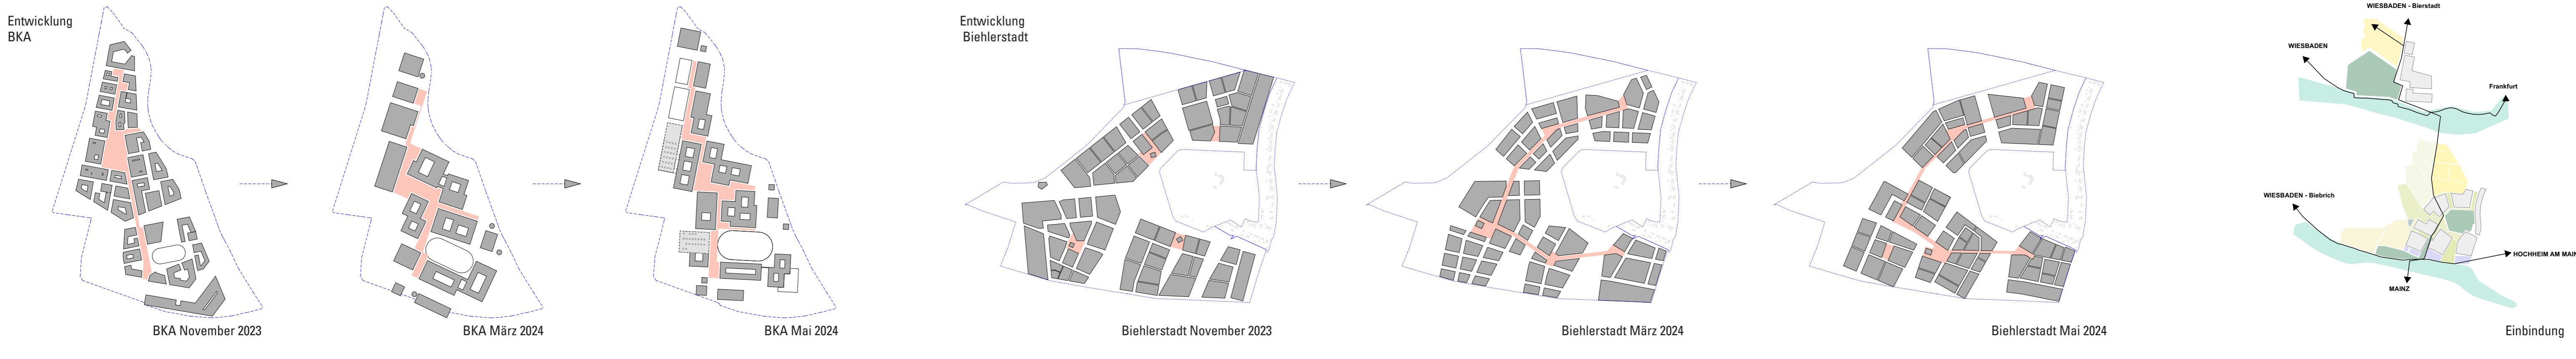 Entwicklung
BKA
BKA November 2023
BKA März 2024
BKA Mai 2024
Entwicklung
Biehlerstadt
Biehlerstadt November 2023
Biehlerstadt März 2024
Biehlerstadt Mai 2024
WIESBADEN - Bierstadt
WIESBADEN
Frankfurt
WIESBADEN - Biebrich
HOCHHEIM AM MAIN
MAINZ
Einbindung